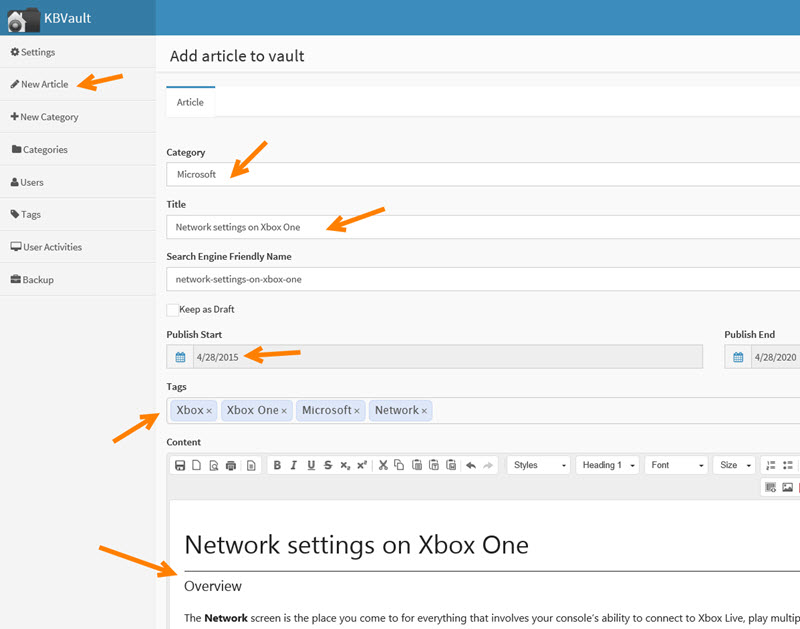 KBVault
Settings
New Article
New Category
Categories
Users
Tags
User Activities
Backup
Add article to vault
Article
Category
Microsoft
Title
Network settings on Xbox One
Search Engine Friendly Name
network-settings-on-xbox-one
Keep as Draft
Publish Start
Publish End
4/28/2015
4/28/2020
Tags
Xbox × Xbox One × Microsoft × Network ×
Content
B I U S x₂ x² Styles Heading 1 Font Size
Network settings on Xbox One
Overview
The Network screen is the place you come to for everything that involves your console's ability to connect to Xbox Live, play multip